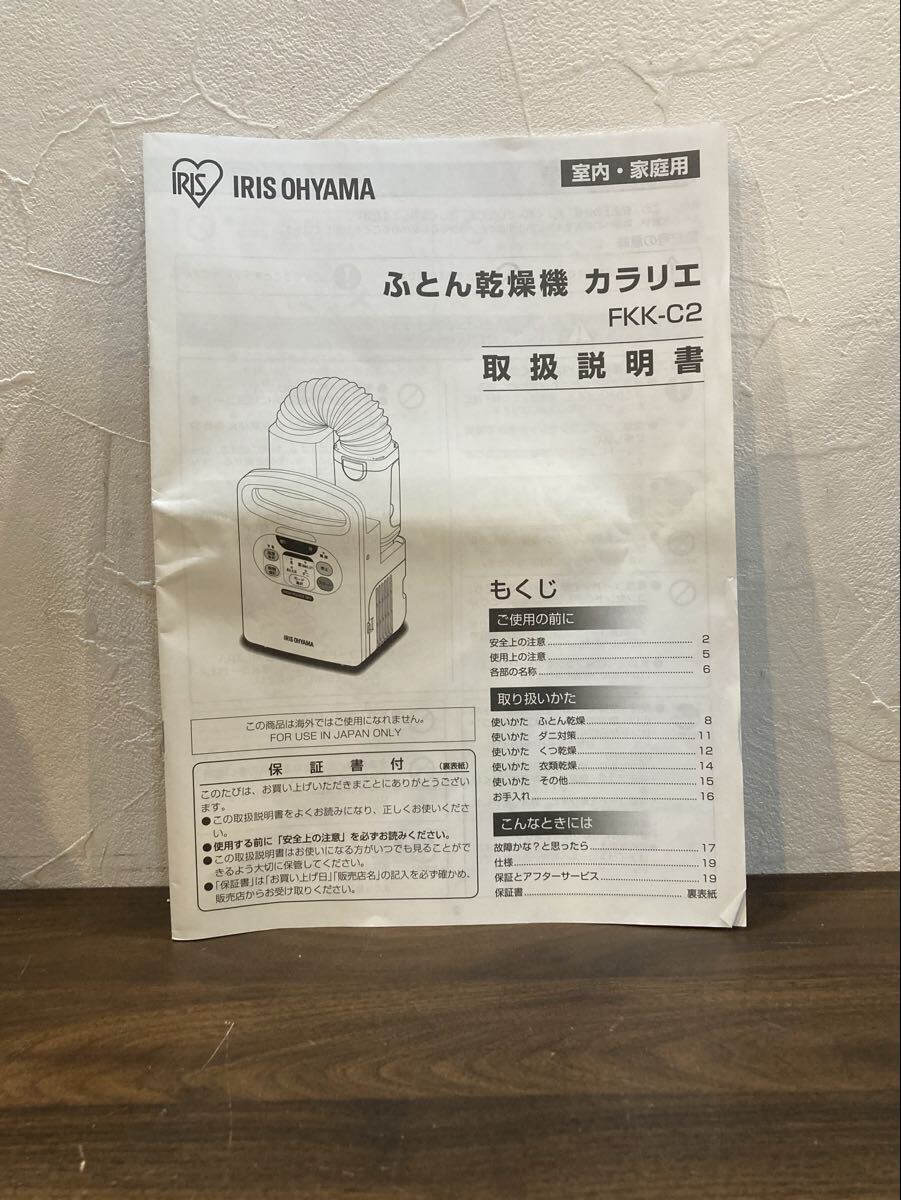 IRIS
IRIS OHYAMA
室内・家庭用
ふとん乾燥機 カラリエ
FKK-C2
取扱説明書
IRIS OHYAMA
この商品は海外ではご使用になれません。
FOR USE IN JAPAN ONLY
保証書付（裏表紙）
このたびは、お買い上げいただきまことにありがとうござい
ます。
●この取扱説明書をよくお読みになり、正しくお使いくださ
い。
●使用する前に「安全上の注意」を必ずお読みください。
●この取扱説明書はお使いになる方がいつでも見ることがで
きるよう大切に保管してください。
●「保証書」は「お買い上げ日」「販売店名」の記入を必ず確かめ、
販売店からお受け取りください。
もくじ
ご使用の前に
安全上の注意 2
使用上の注意 5
各部の名称 6
取り扱いかた
使いかた ふとん乾燥 8
使いかた ダニ対策 11
使いかた くつ乾燥 12
使いかた 衣類乾燥 14
使いかた その他 15
お手入れ 16
こんなときには
故障かな？と思ったら 17
仕様 19
保証とアフターサービス 19
保証書 裏表紙